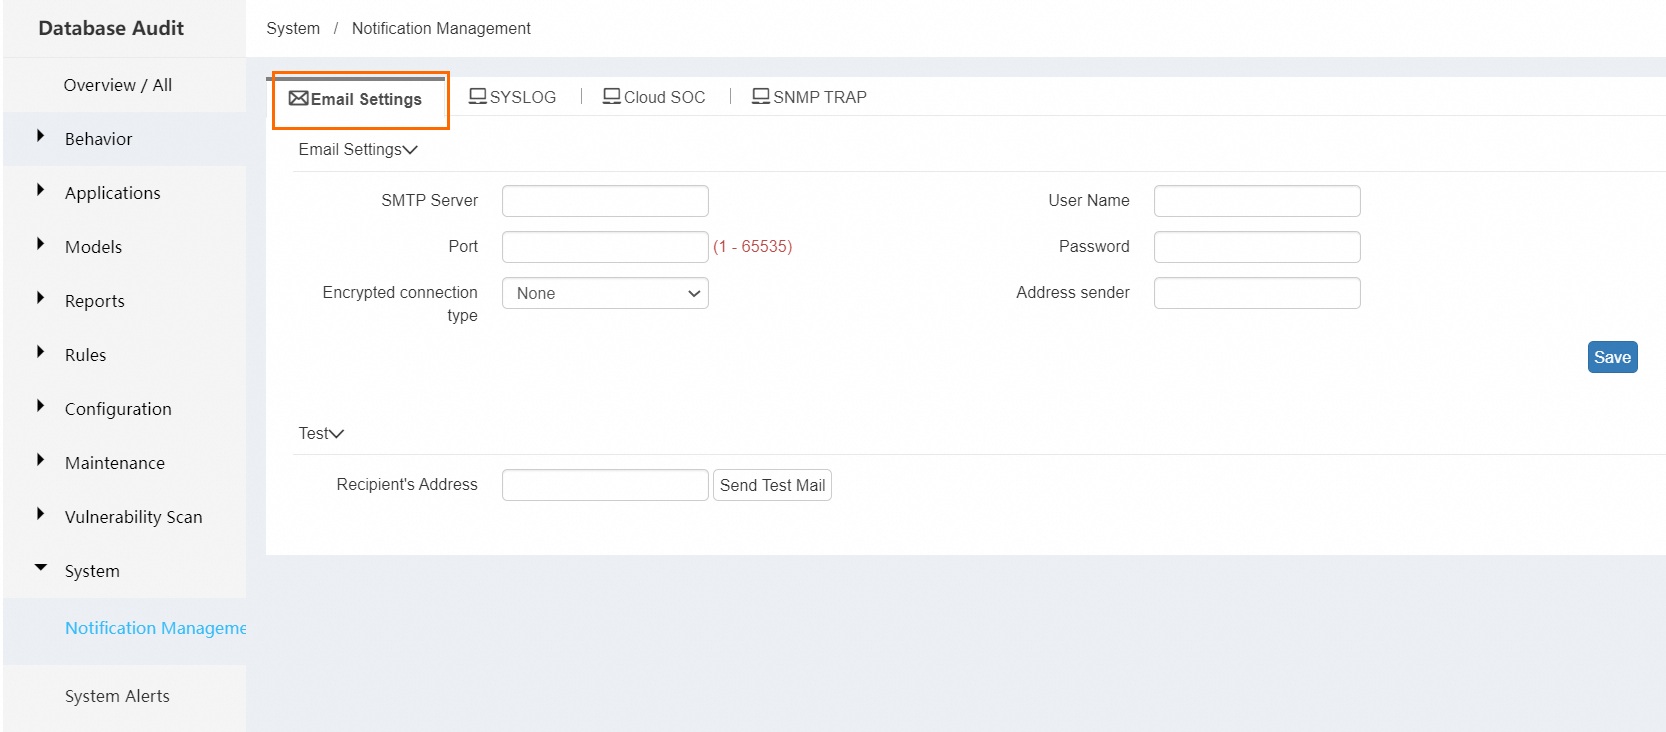 Database Audit
System / Notification Management
Overview / All
Behavior
Applications
Models
Reports
Rules
Configuration
Maintenance
Vulnerability Scan
System
Notification Manageme
System Alerts
Email Settings
SYSLOG
Cloud SOC
SNMP TRAP
Email Settings
SMTP Server
User Name
Port
(1 - 65535)
Password
Encrypted connection
type
None
Address sender
Save
Test
Recipient's Address
Send Test Mail